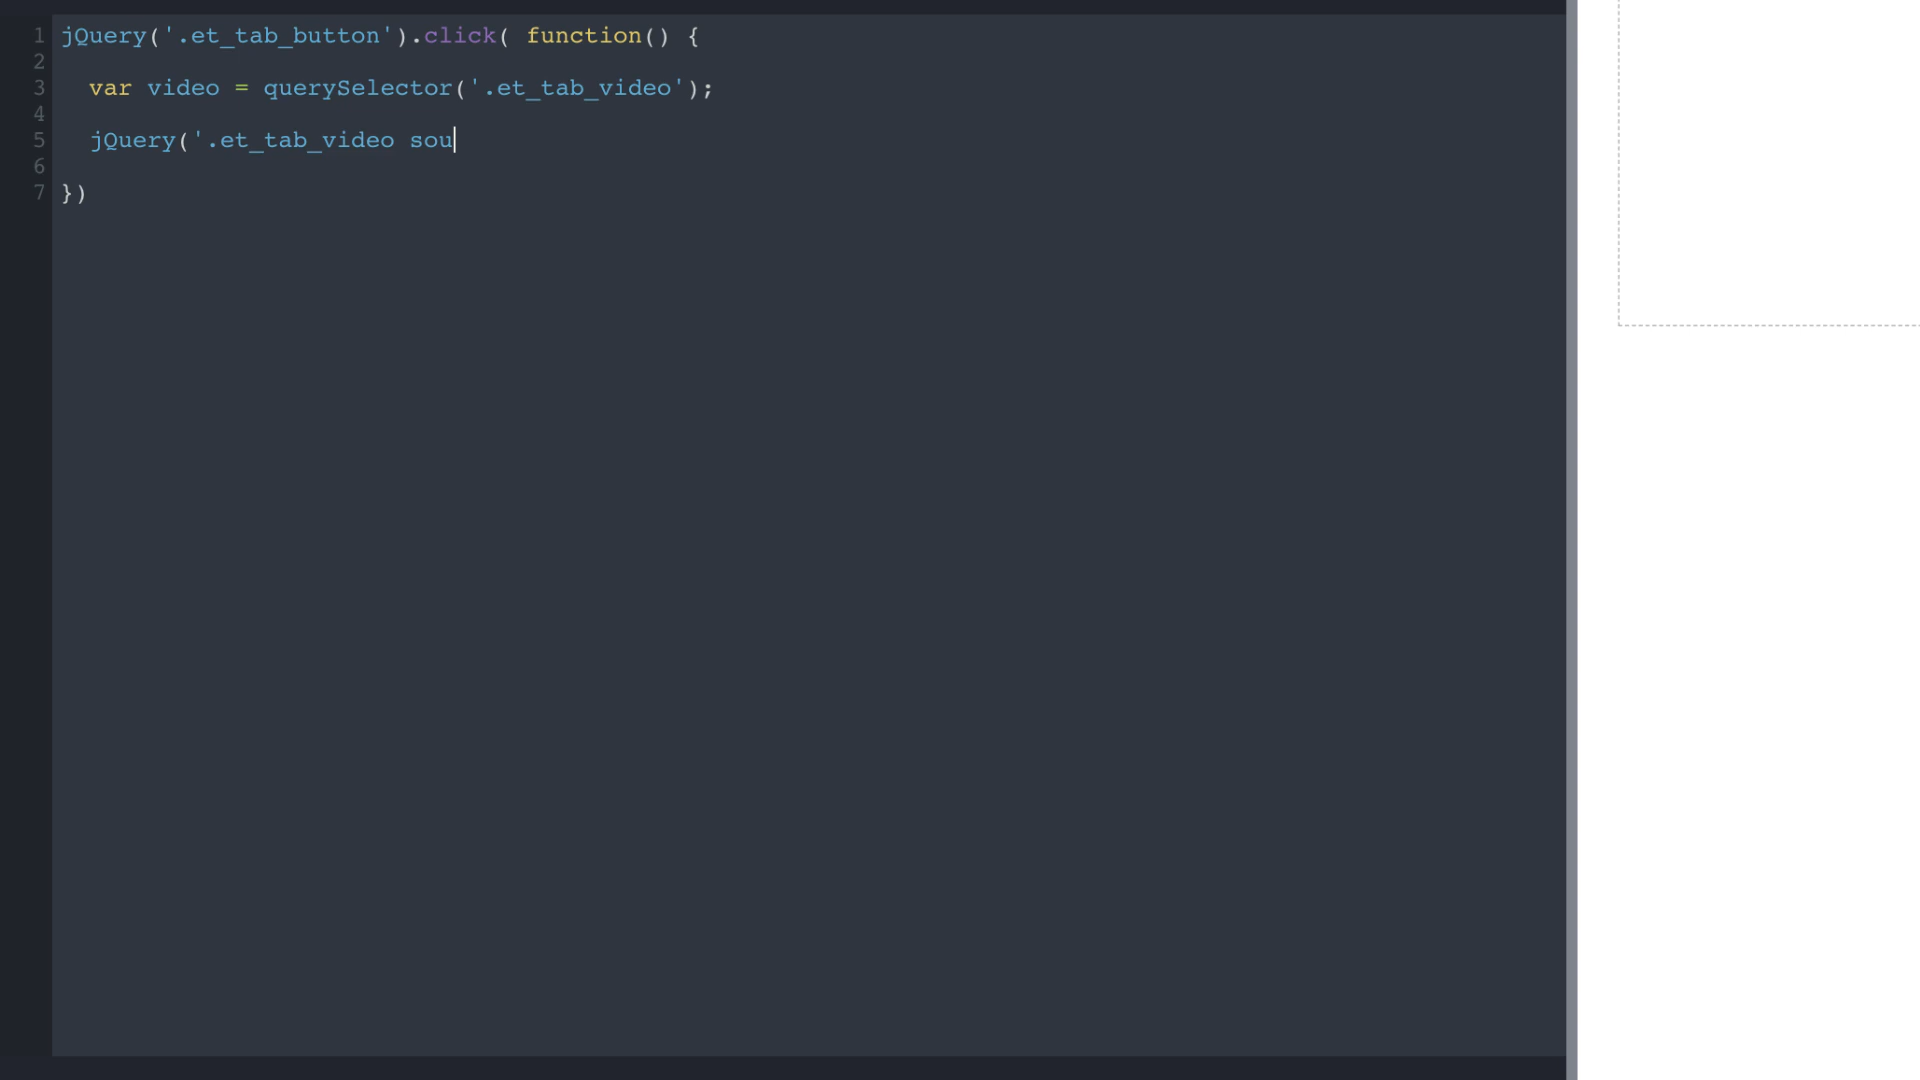 1 jQuery('.et_tab_button').click( function() {
2
3 var video = querySelector('.et_tab_video');
4
5 jQuery('.et_tab_video sou
6
7 })